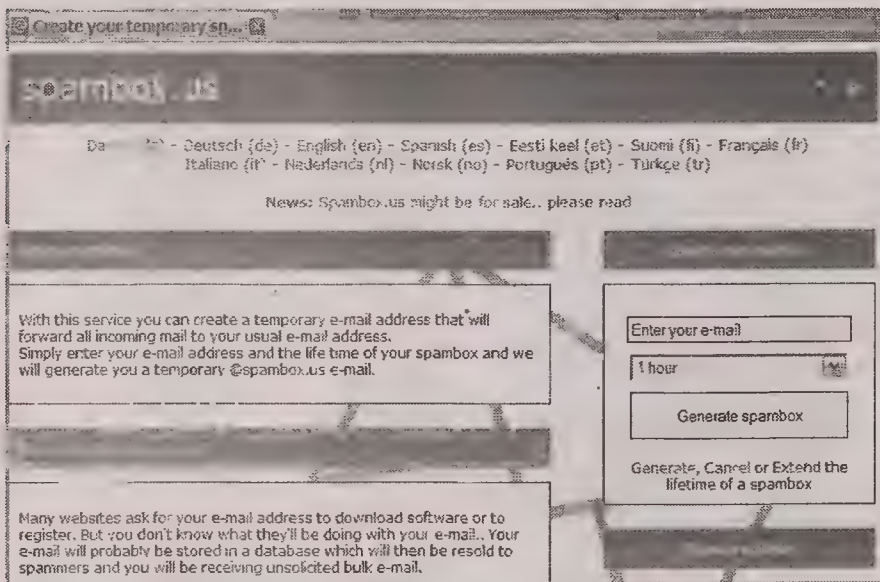 Create your temporary sp...
spambox.us
Da - Deutsch (de) - English (en) - Spanish (es) - Eesti keel (et) - Suomi (fi) - Français (fr)
Italiano (it) - Nederlands (nl) - Norsk (no) - Português (pt) - Türkçe (tr)
News: Spambox.us might be for sale.. please read
With this service you can create a temporary e-mail address that will
forward all incoming mail to your usual e-mail address.
Simply enter your e-mail address and the life time of your spambox and we
will generate you a temporary @spambox.us e-mail.
Many websites ask for your e-mail address to download software or to
register. But you don't know what they'll be doing with your e-mail.. Your
e-mail will probably be stored in a database which will then be resold to
spammers and you will be receiving unsolicited bulk e-mail.
Enter your e-mail
1 hour
Generate spambox
Generate, Cancel or Extend the
lifetime of a spambox